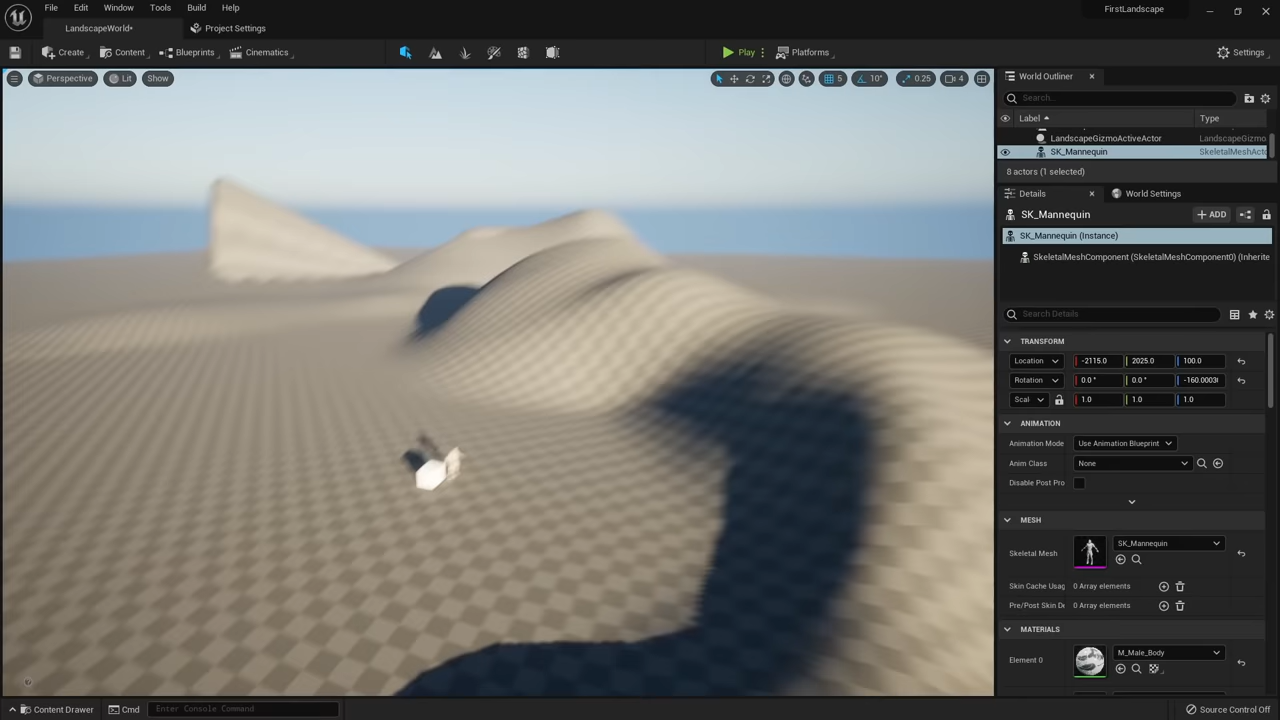 File Edit Window Tools Build Help
FirstLandscape
LandscapeWorld*
Project Settings
Create
Content
Blueprints
Cinematics
Play
Platforms
Settings
Perspective
Lit
Show
5
10°
0.25
4
World Outliner
Search...
Label
Type
LandscapeGizmoActiveActor
LandscapeGizmo
SK_Mannequin
SkeletalMeshActo
8 actors (1 selected)
Details
World Settings
SK_Mannequin
ADD
SK_Mannequin (Instance)
SkeletalMeshComponent (SkeletalMeshComponent0) (Inherite
Search Details
TRANSFORM
Location -2115.0 2025.0 100.0
Rotation 0.0 ° 0.0 ° -160.0003(
Scal 1.0 1.0 1.0
ANIMATION
Animation Mode Use Animation Blueprint
Anim Class None
Disable Post Pro
MESH
Skeletal Mesh
SK_Mannequin
Skin Cache Usag 0 Array elements
Pre/Post Skin De 0 Array elements
MATERIALS
Element 0
M_Male_Body
Content Drawer
Cmd
Enter Console Command
Source Control Off